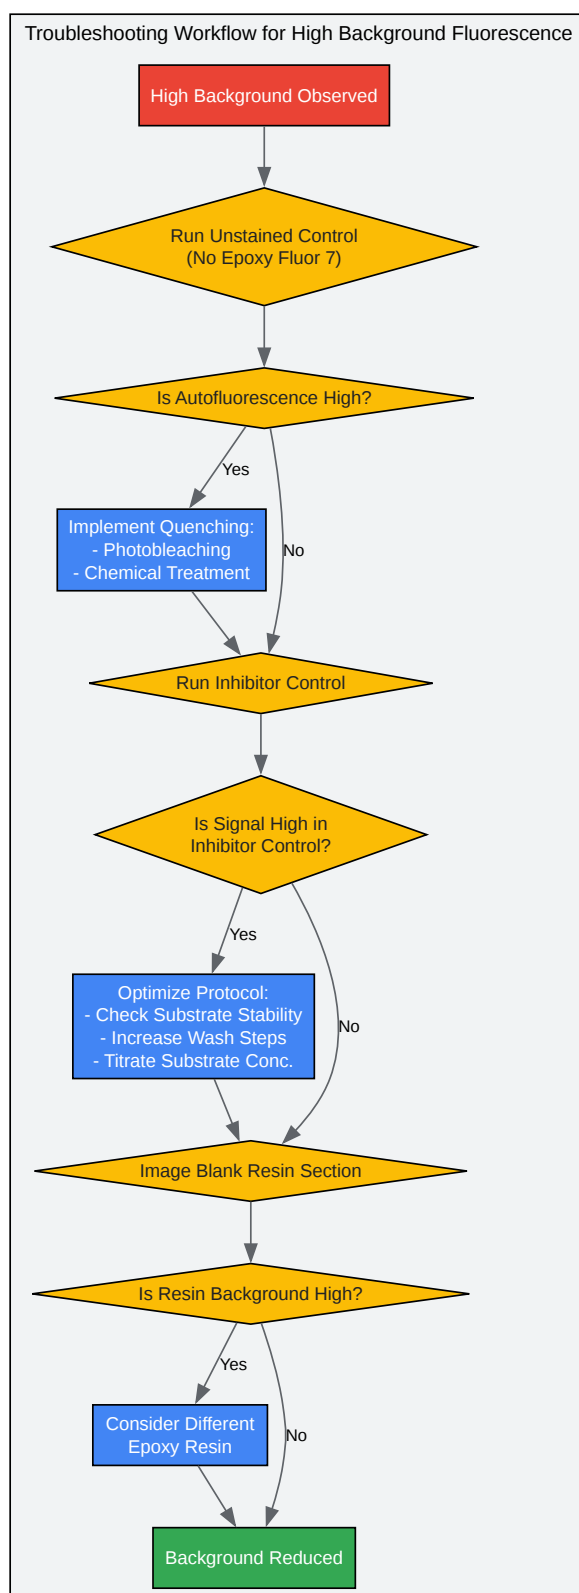 Troubleshooting Workflow for High Background Fluorescence
High Background Observed
Run Unstained Control
(No Epoxy Fluor 7)
Is Autofluorescence High?
Yes
Implement Quenching:
- Photobleaching
- Chemical Treatment
No
Run Inhibitor Control
Is Signal High in
Inhibitor Control?
Yes
Optimize Protocol:
- Check Substrate Stability
- Increase Wash Steps
- Titrate Substrate Conc.
No
Image Blank Resin Section
Is Resin Background High?
Yes
Consider Different
Epoxy Resin
No
Background Reduced